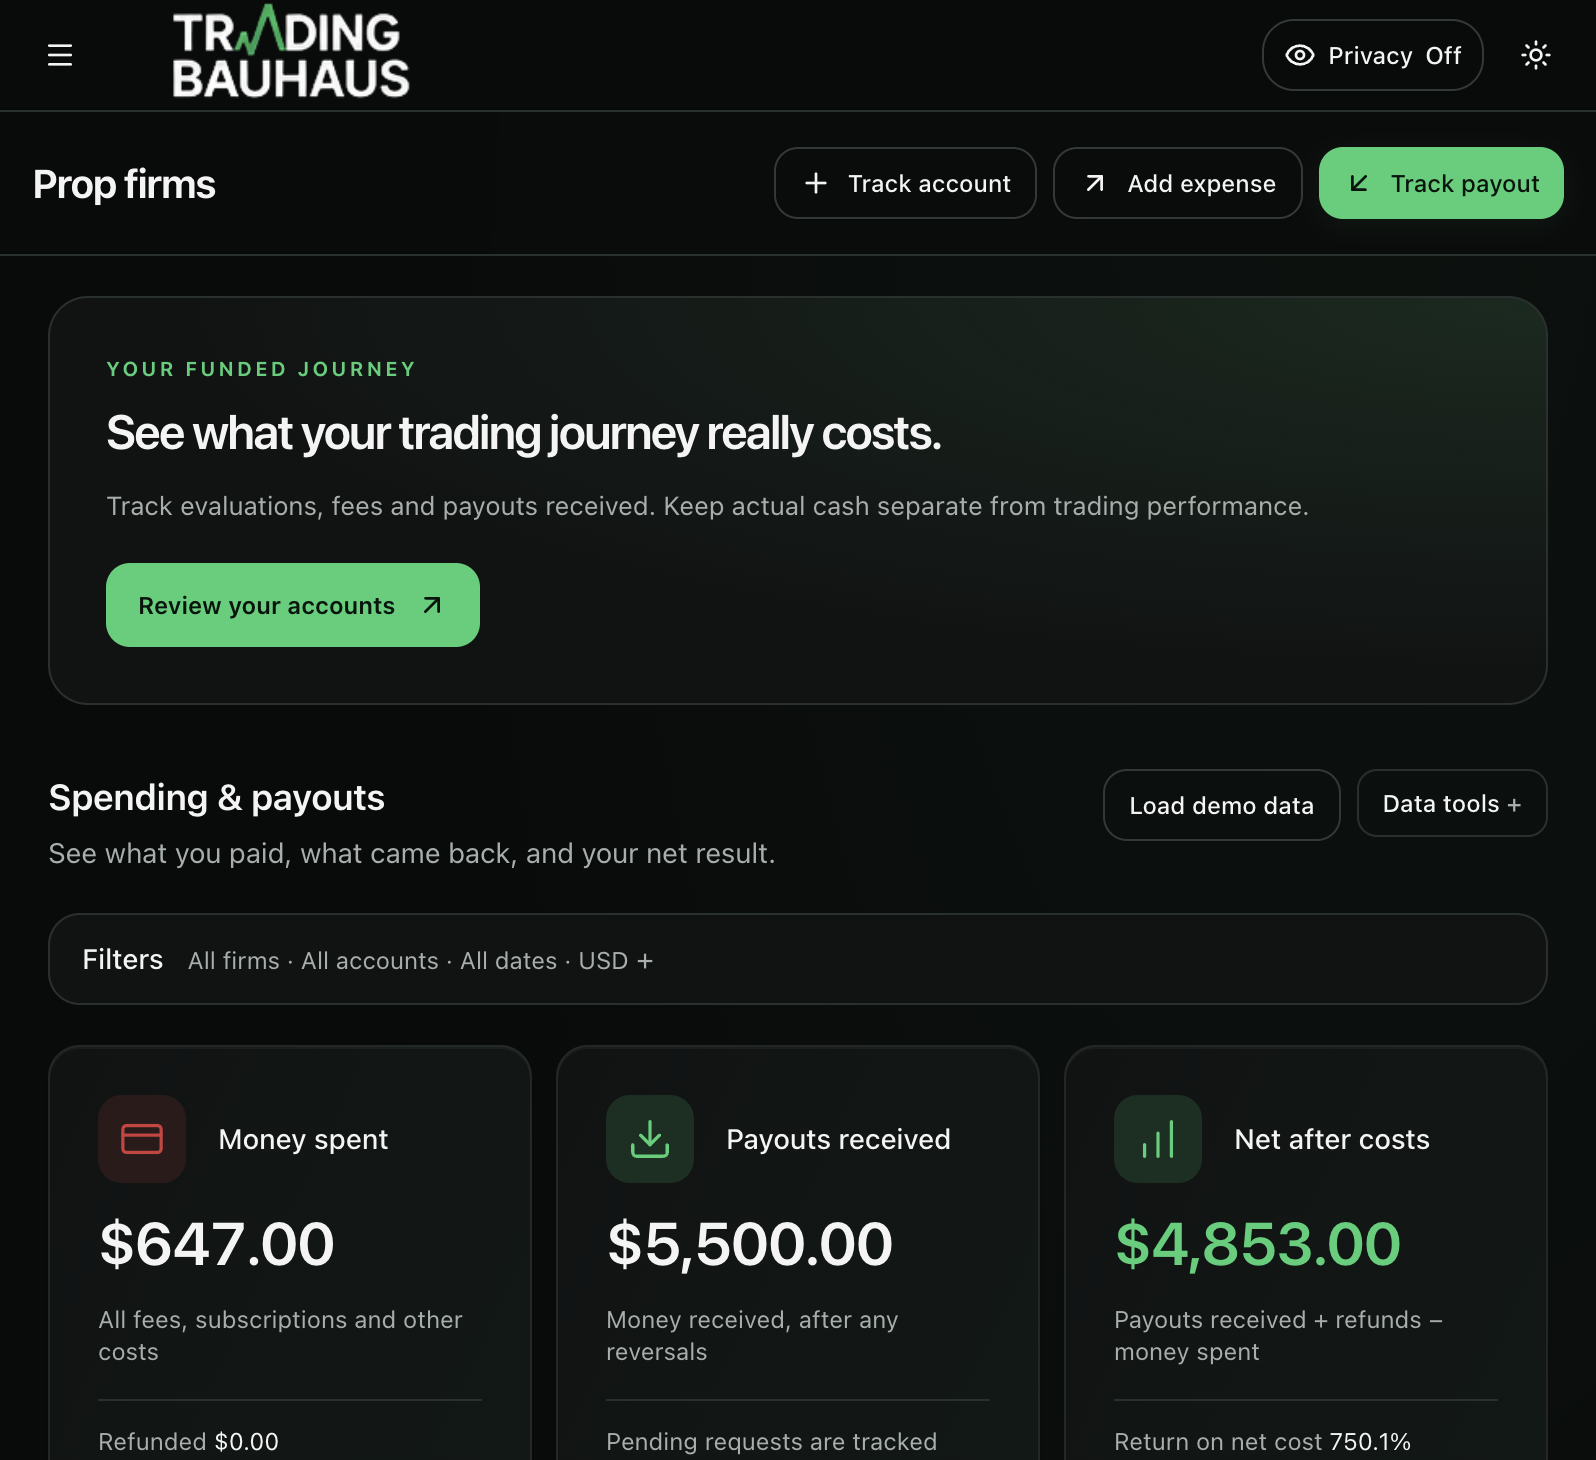 TRADING
BAUHAUS
Privacy Off
Prop firms
Track account
Add expense
Track payout
YOUR FUNDED JOURNEY
See what your trading journey really costs.
Track evaluations, fees and payouts received. Keep actual cash separate from trading performance.
Review your accounts
Spending & payouts
See what you paid, what came back, and your net result.
Load demo data
Data tools +
Filters All firms · All accounts · All dates · USD +
Money spent
$647.00
All fees, subscriptions and other
costs
Refunded $0.00
Payouts received
$5,500.00
Money received, after any
reversals
Pending requests are tracked
Net after costs
$4,853.00
Payouts received + refunds –
money spent
Return on net cost 750.1%